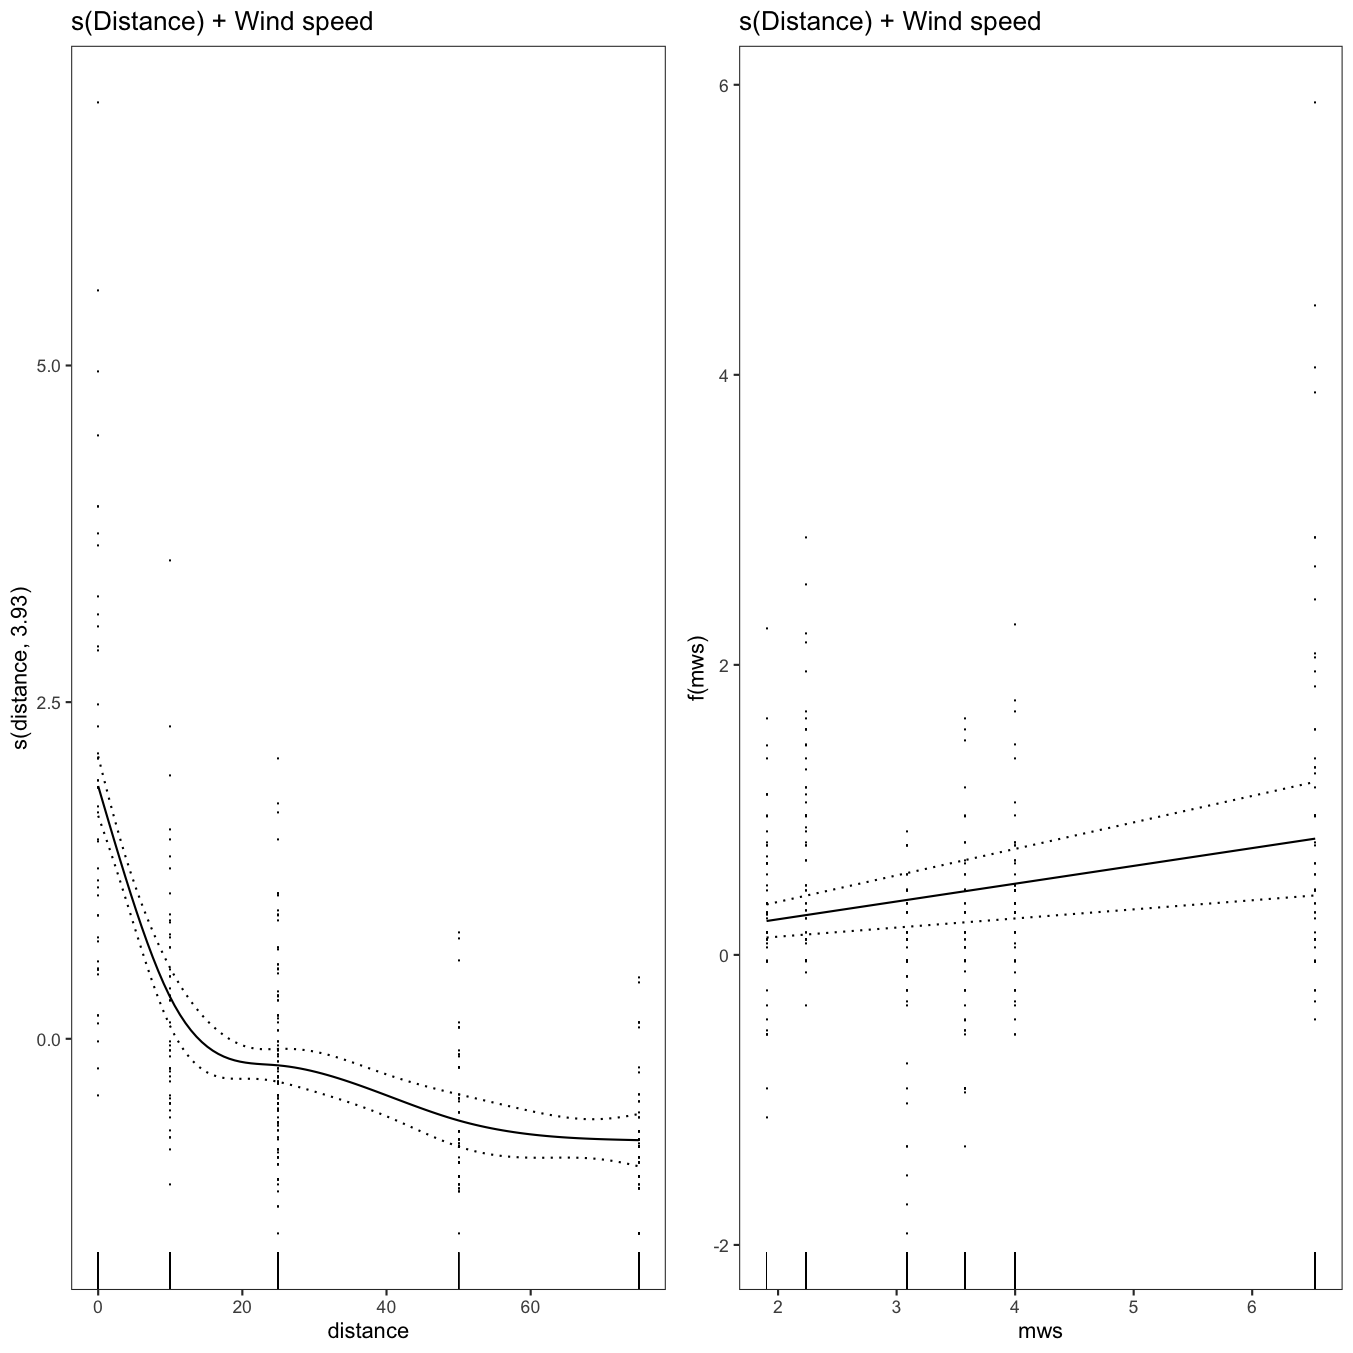 s(Distance) + Wind speed
s(distance, 3.93)
5.0
2.5
0.0
0 20 40 60
distance
s(Distance) + Wind speed
f(mws)
6
4
2
0
-2
2 3 4 5 6
mws